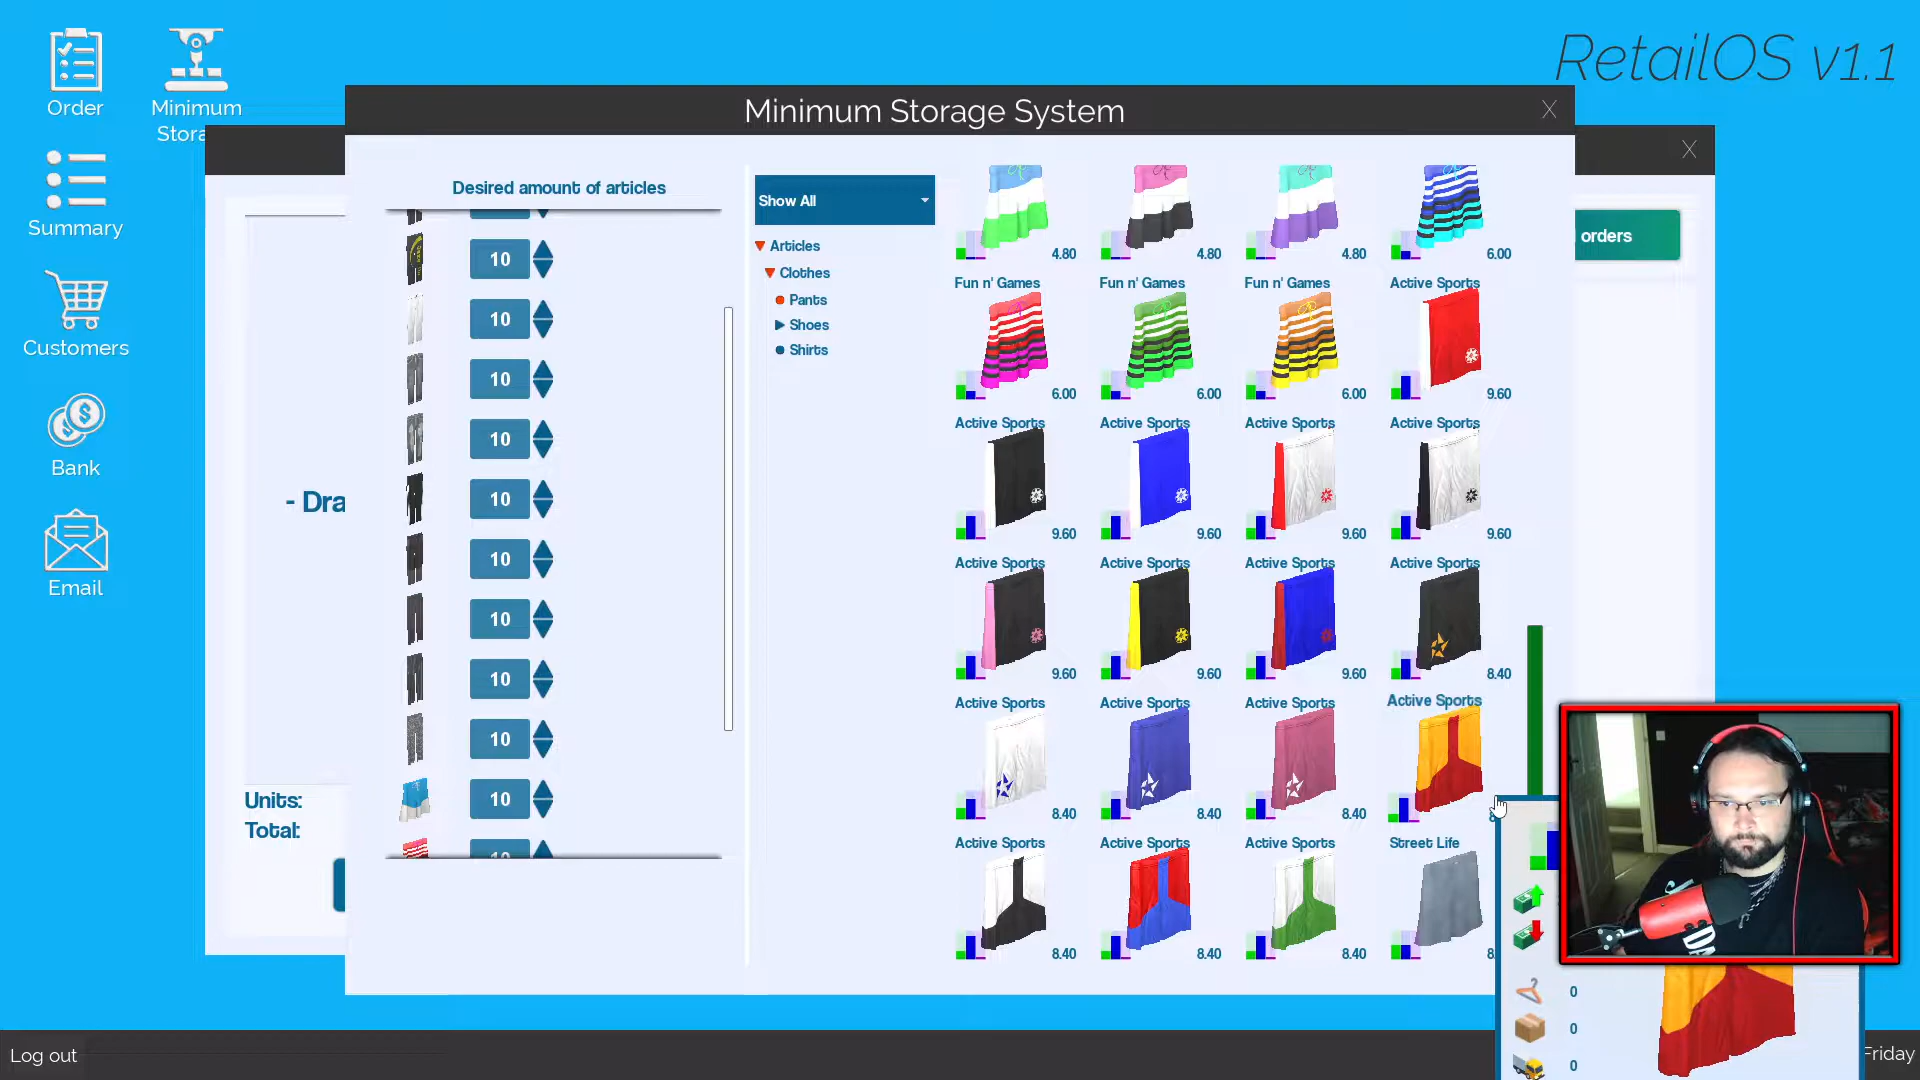 RetailOS v1.1
Order
Minimum
Stora
Summary
Customers
Bank
Email
Minimum Storage System
X
X
Desired amount of articles
10
10
10
10
10
10
10
10
10
10
Show All
Articles
Clothes
Pants
Shoes
Shirts
4.80
4.80
4.80
6.00
Fun n' Games
Fun n' Games
Fun n' Games
Active Sports
6.00
6.00
6.00
9.60
Active Sports
Active Sports
Active Sports
Active Sports
9.60
9.60
9.60
9.60
Active Sports
Active Sports
Active Sports
Active Sports
9.60
9.60
9.60
8.40
Active Sports
Active Sports
Active Sports
Active Sports
8.40
8.40
8.40
Active Sports
Active Sports
Active Sports
Street Life
8.40
8.40
8.40
orders
- Dra
Units:
Total:
0
0
0
Log out
Friday